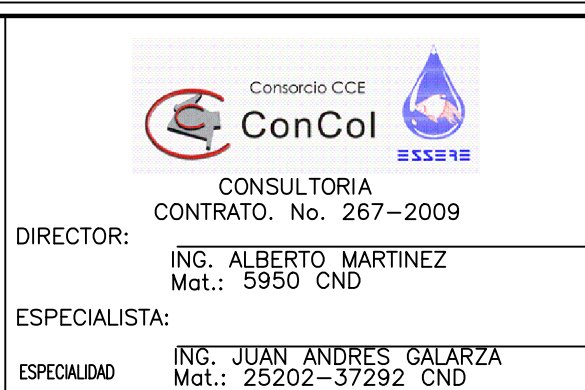 Consorcio CCE
ConCol
ESSERE
CONSULTORIA
CONTRATO. No. 267-2009
DIRECTOR:
ING. ALBERTO MARTINEZ
Mat.: 5950 CND
ESPECIALISTA:
ING. JUAN ANDRES GALARZA
ESPECIALIDAD
Mat.: 25202-37292 CND